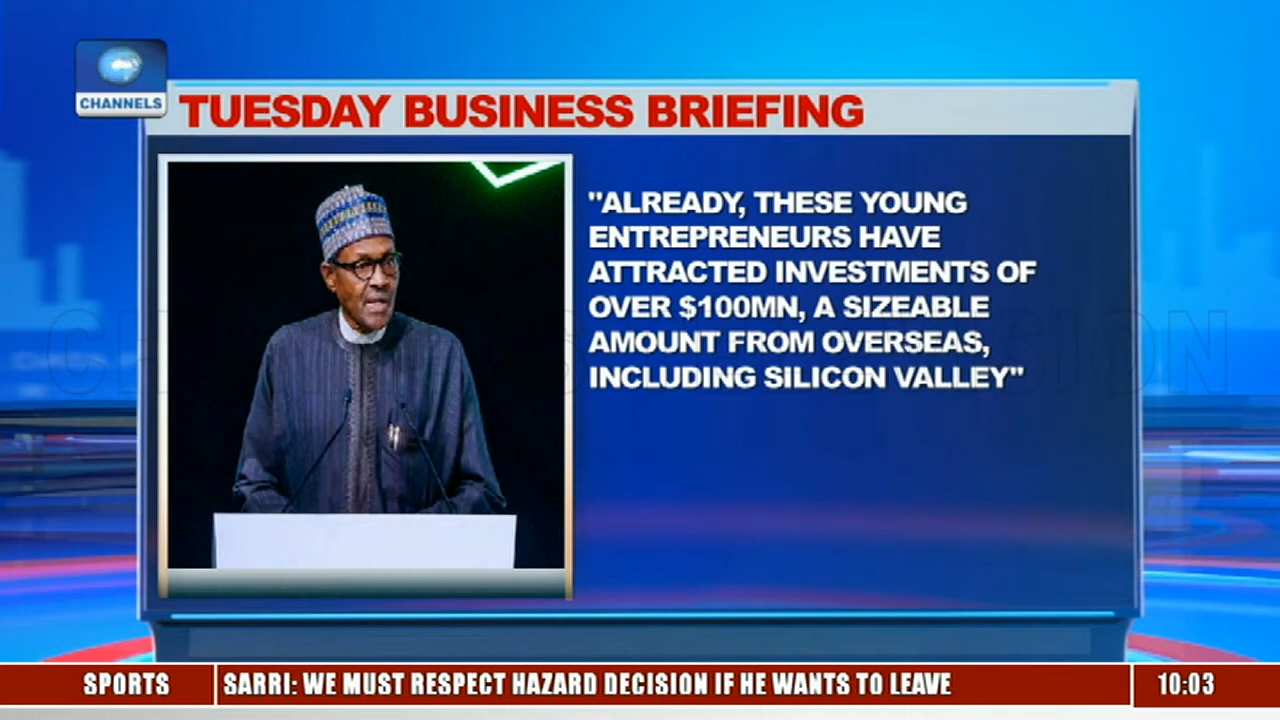 CHANNELS
TUESDAY BUSINESS BRIEFING
"ALREADY, THESE YOUNG
ENTREPRENEURS HAVE
ATTRACTED INVESTMENTS OF
OVER $100MN, A SIZEABLE
AMOUNT FROM OVERSEAS,
INCLUDING SILICON VALLEY"
SPORTS
SARRI: WE MUST RESPECT HAZARD DECISION IF HE WANTS TO LEAVE
10:03